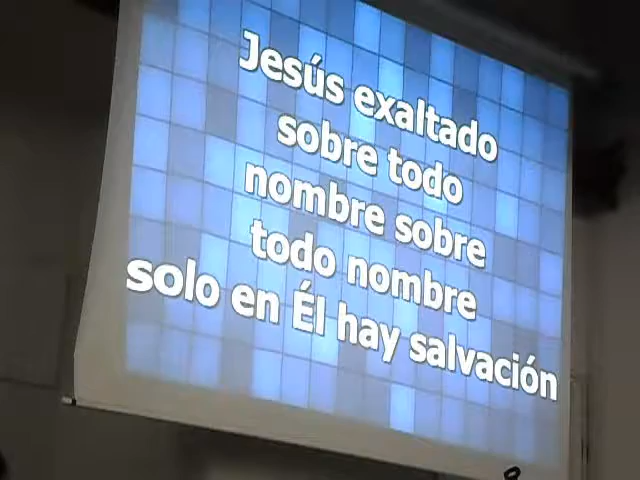 Jesús exaltado
sobre todo
nombre sobre
todo nombre
solo en Él hay salvación